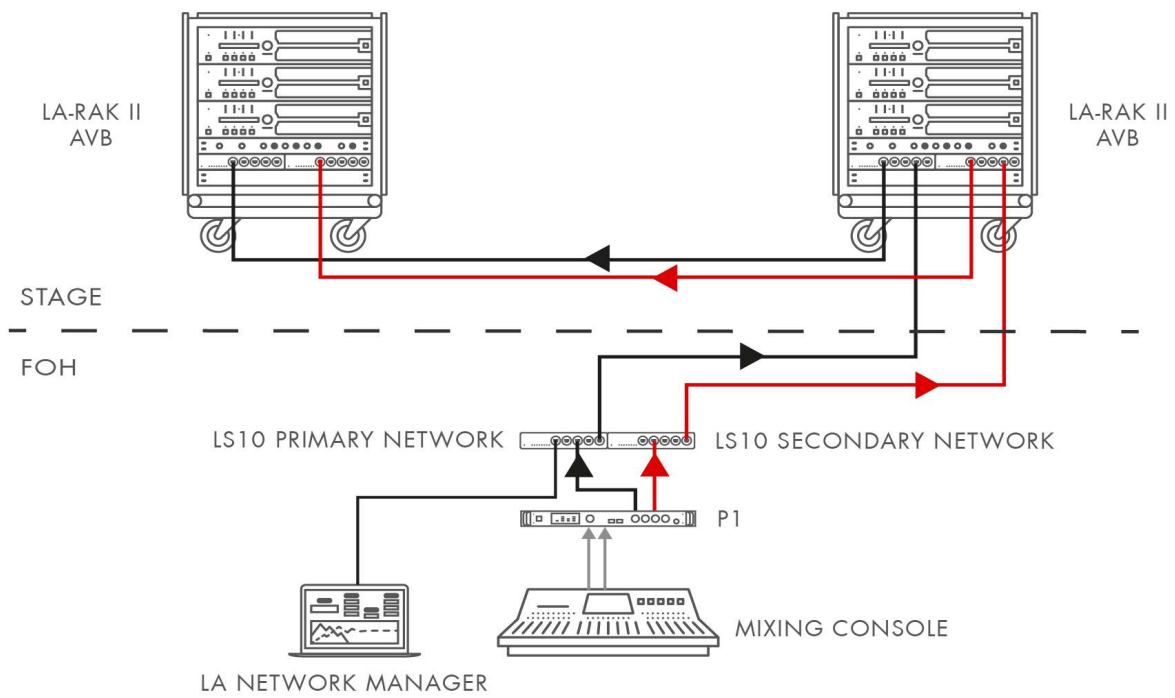 LA-RAK II
AVB
LA-RAK II
AVB
STAGE
FOH
LS10 PRIMARY NETWORK
LS10 SECONDARY NETWORK
P1
MIXING CONSOLE
LA NETWORK MANAGER